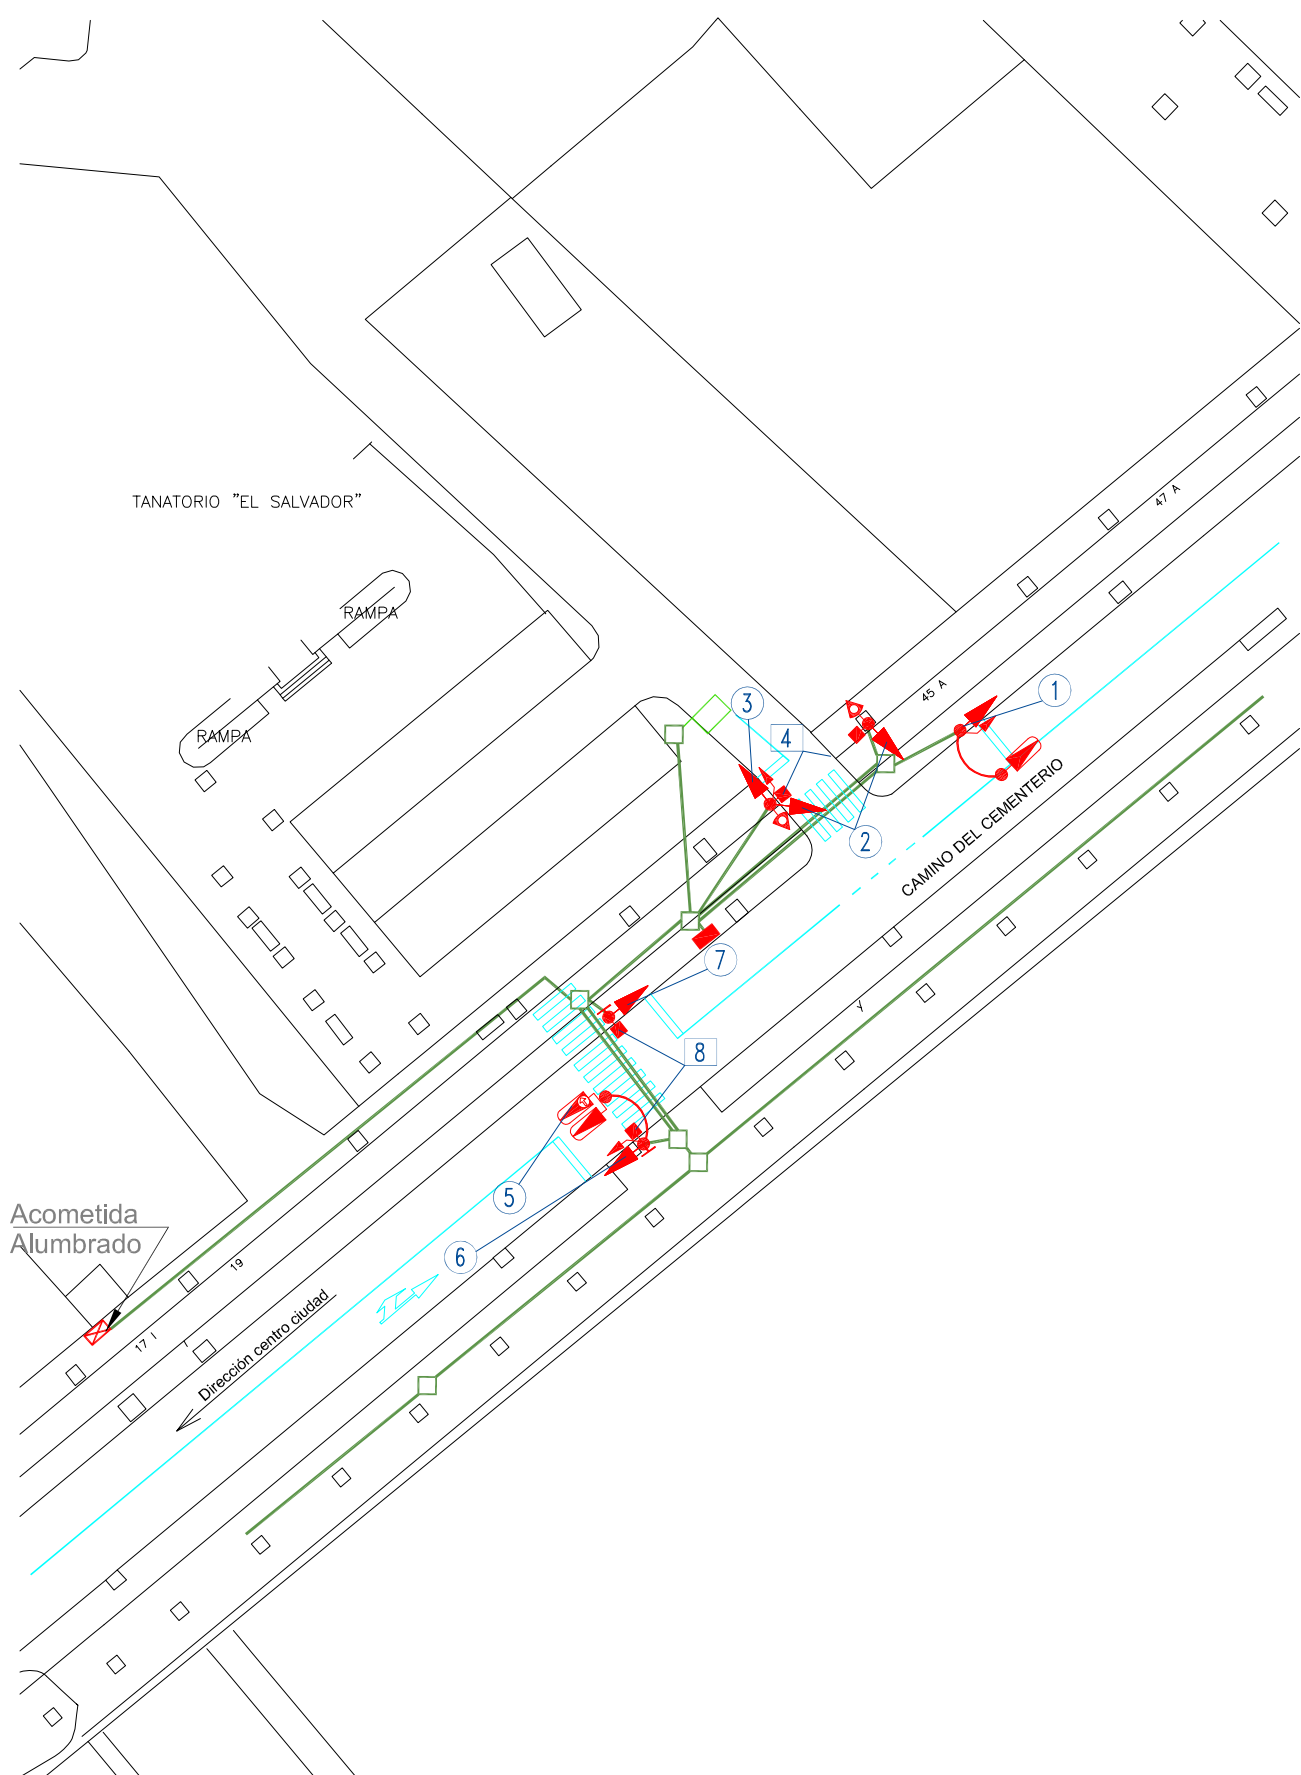 47 A
TANATORIO "EL SALVADOR"
RAMPA
45 A
1
3
RAMPA
4
CAMINO DEL CEMENTERIO
2
7
8
5
Acometida
Alumbrado
6
19
Dirección centro ciudad
17 I